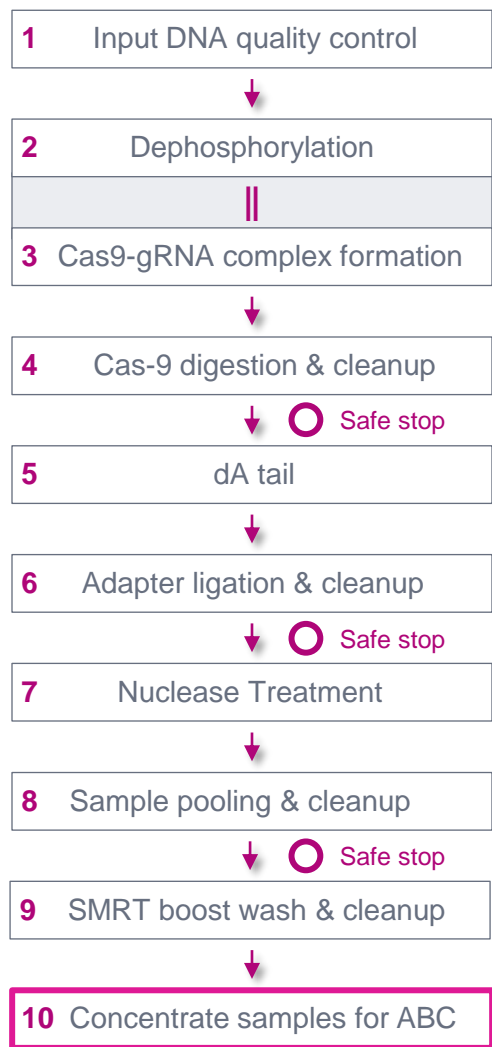 1 Input DNA quality control
2 Dephosphorylation
3 Cas9-gRNA complex formation
4 Cas-9 digestion & cleanup
Safe stop
5 dA tail
6 Adapter ligation & cleanup
Safe stop
7 Nuclease Treatment
8 Sample pooling & cleanup
Safe stop
9 SMRT boost wash & cleanup
10 Concentrate samples for ABC